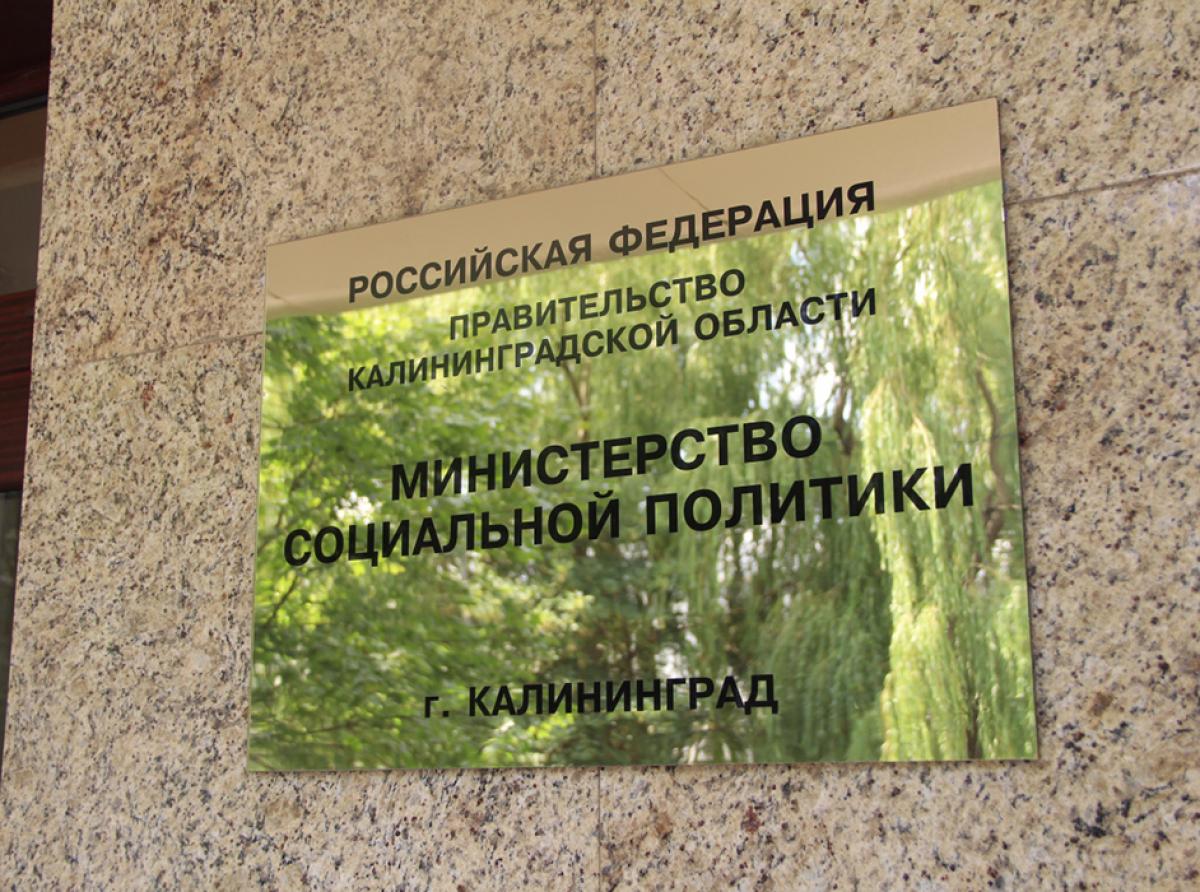 РОССИЙСКАЯ ФЕДЕРАЦИЯ
ПРАВИТЕЛЬСТВО
КАЛИНИНГРАДСКОЙ ОБЛАСТИ
МИНИСТЕРСТВО
СОЦИАЛЬНОЙ ПОЛИТИКИ
г. КАЛИНИНГРАД